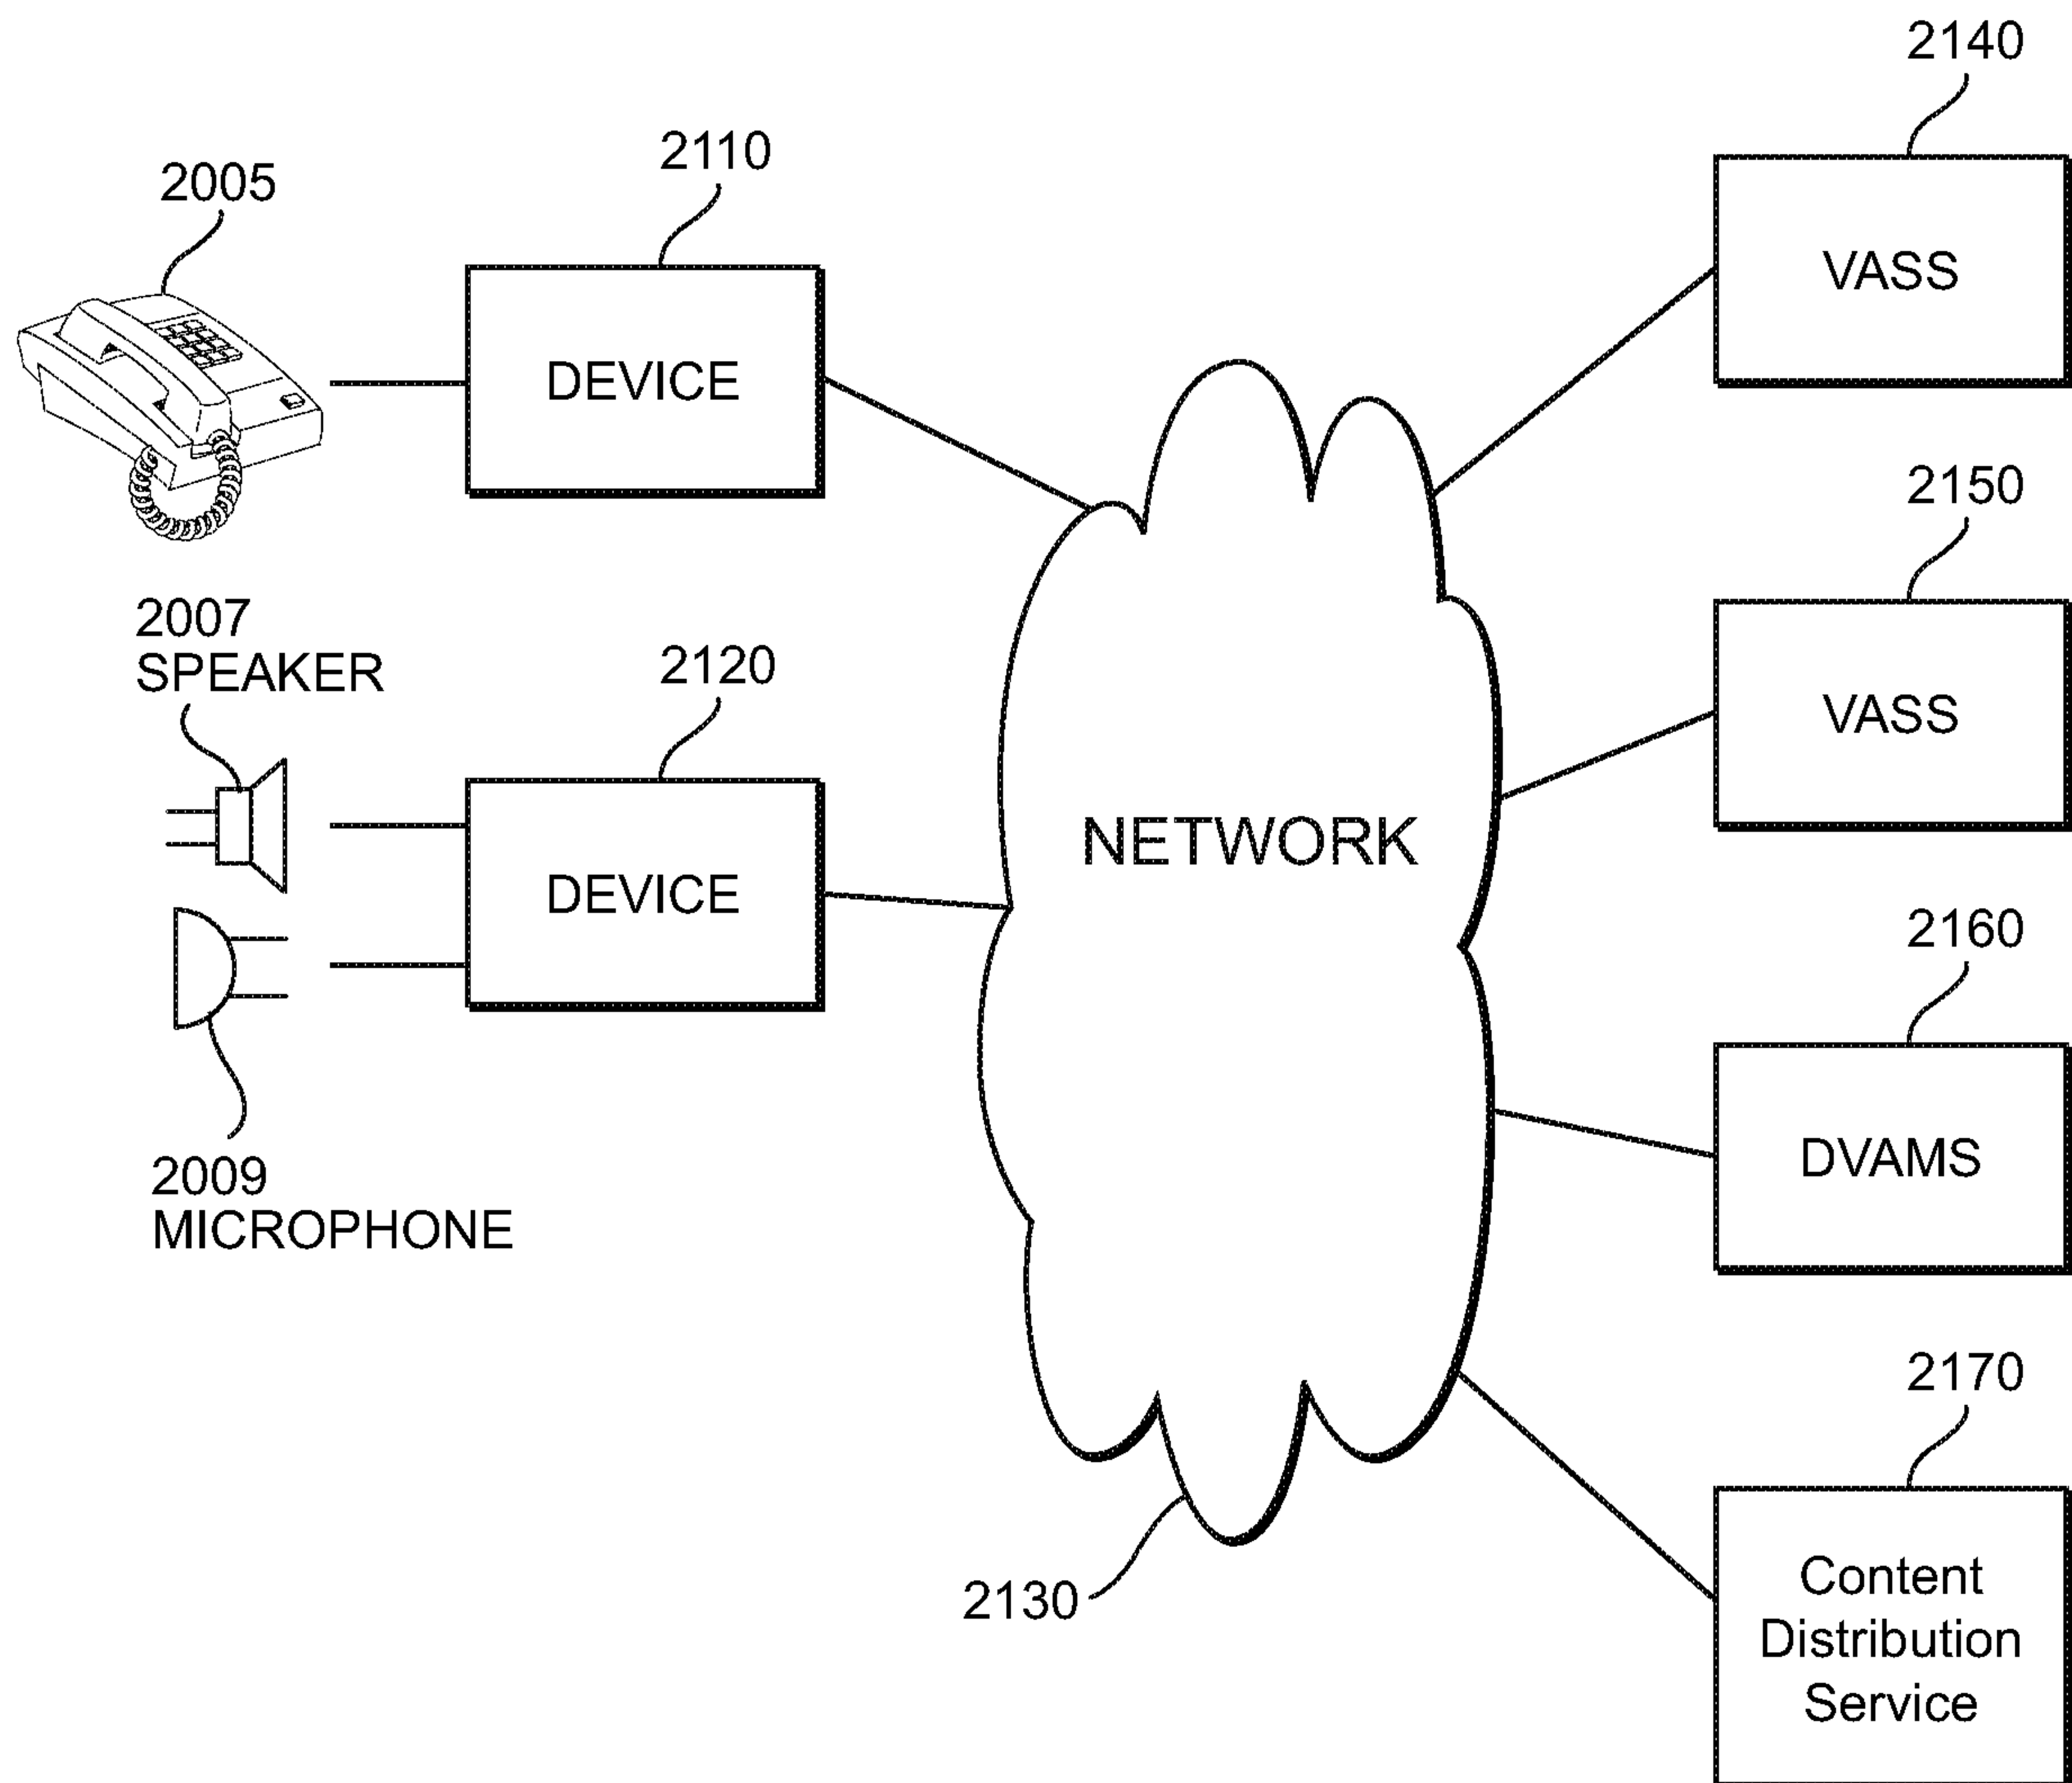 2140
2110
2005
VASS
DEVICE
2150
2007
SPEAKER
2120
VASS
NETWORK
DEVICE
2160
2009
MICROPHONE
DVAMS
2170
2130
Content
Distribution
Service